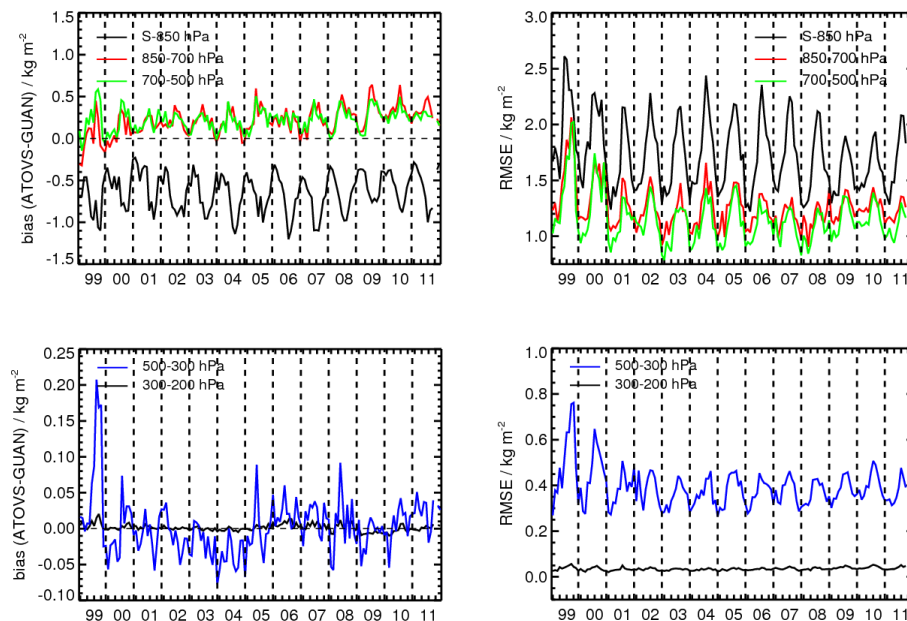 bias (ATOVS-GUAN) / kg m⁻²
1.5
1.0
0.5
0.0
-0.5
-1.0
-1.5
S-850 hPa
850-700 hPa
700-500 hPa
99 00 01 02 03 04 05 06 07 08 09 10 11
RMSE / kg m⁻²
3.0
2.5
2.0
1.5
1.0
S-850 hPa
850-700 hPa
700-500 hPa
99 00 01 02 03 04 05 06 07 08 09 10 11
bias (ATOVS-GUAN) / kg m⁻²
0.25
0.20
0.15
0.10
0.05
0.00
-0.05
-0.10
500-300 hPa
300-200 hPa
99 00 01 02 03 04 05 06 07 08 09 10 11
RMSE / kg m⁻²
1.0
0.8
0.6
0.4
0.2
0.0
500-300 hPa
300-200 hPa
99 00 01 02 03 04 05 06 07 08 09 10 11